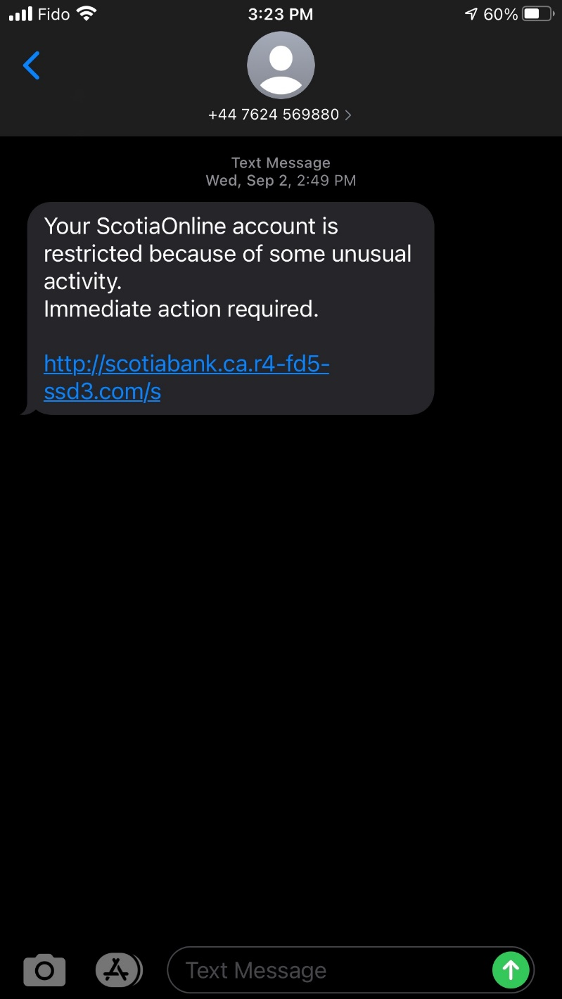 Fido
3:23 PM
60%
+44 7624 569880
Text Message
Wed, Sep 2, 2:49 PM
Your ScotiaOnline account is
restricted because of some unusual
activity.
Immediate action required.
http://scotiabank.ca.r4-fd5-
ssd3.com/s
Text Message